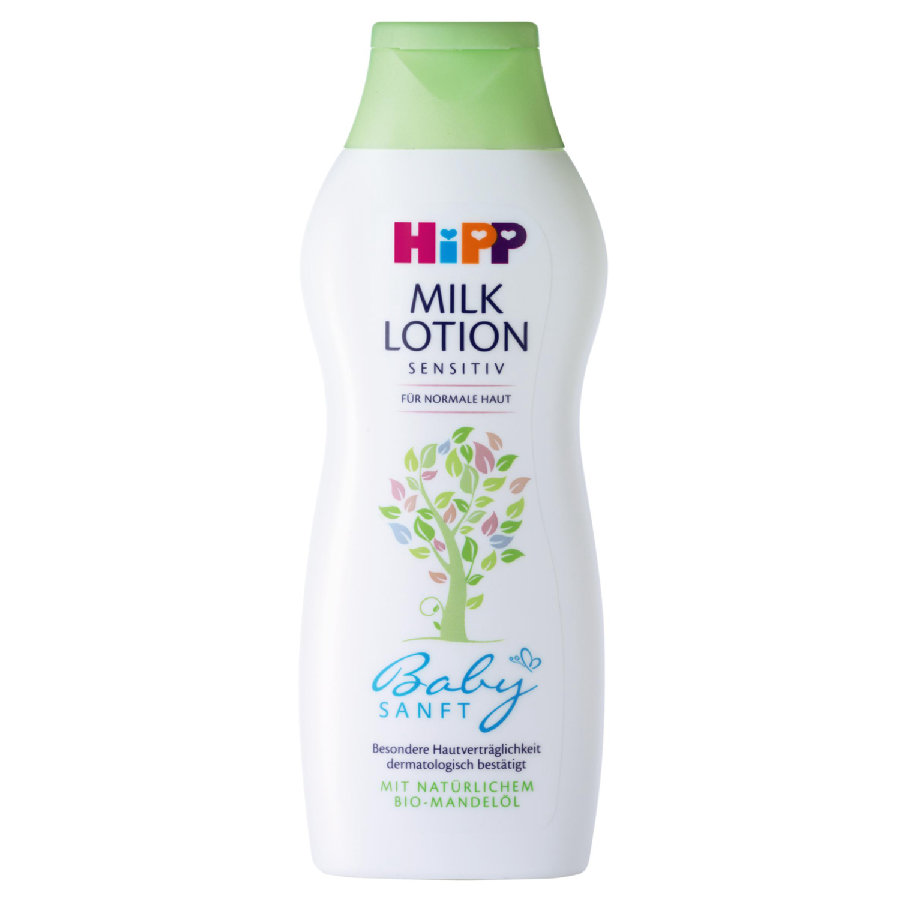 HiPP
MILK
LOTION
SENSITIV
FÜR NORMALE HAUT
Baby
SANFT
Besondere Hautverträglichkeit
dermatologisch bestätigt
MIT NATÜRLICHEM
BIO-MANDELÖL